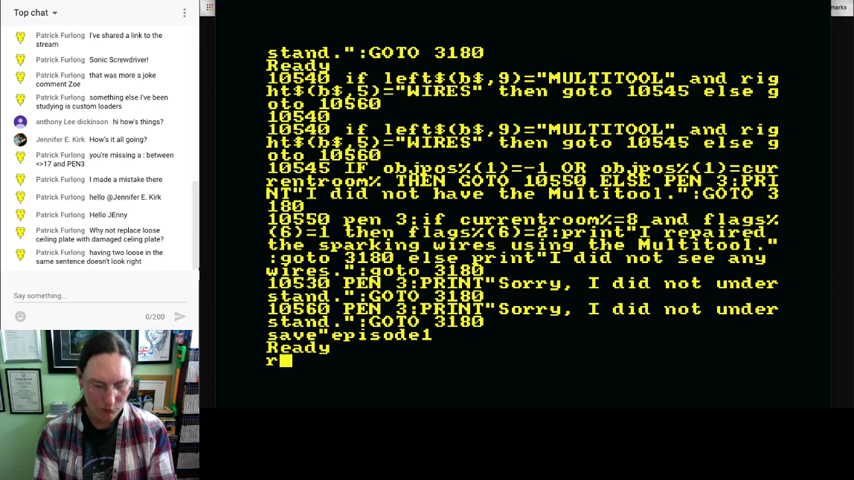 Top chat
Patrick Furlong I've shared a link to the
stream
Patrick Furlong Sonic Screwdriver!
Patrick Furlong that was more a joke
comment Zoe
Patrick Furlong something else I've been
studying is custom loaders
anthony Lee dickinson hi how's things?
Jennifer E. Kirk How's it all going?
Patrick Furlong you're missing a : between
<>17 and PEN3
Patrick Furlong I made a mistake there
Patrick Furlong hello @Jennifer E. Kirk
Patrick Furlong Hello JEnny
Patrick Furlong Why not replace loose
ceiling plate with damaged celing plate?
Patrick Furlong having two loose in the
same sentence doesn't look right
Say something...
0/200
marks
stand.":GOTO 3180
Ready
10540 if left$(b$,9)="MULTITOOL" and rig
ht$(b$,5)="WIRES" then goto 10545 else g
oto 10560
10540
10540 if left$(b$,9)="MULTITOOL" and rig
ht$(b$,5)="WIRES" then goto 10545 else g
oto 10560
10545 IF objpos%(1)=-1 OR objpos%(1)=cur
rentroom% THEN GOTO 10550 ELSE PEN 3:PRI
NT"I did not have the Multitool.":GOTO 3
180
10550 pen 3:if currentroom%=8 and flags%
(6)=1 then flags%(6)=2:print"I repaired
the sparking wires using the Multitool."
:goto 3180 else print"I did not see any
wires.":goto 3180
10530 PEN 3:PRINT"Sorry, I did not under
stand.":GOTO 3180
10560 PEN 3:PRINT"Sorry, I did not under
stand.":GOTO 3180
save"episode1
Ready
r